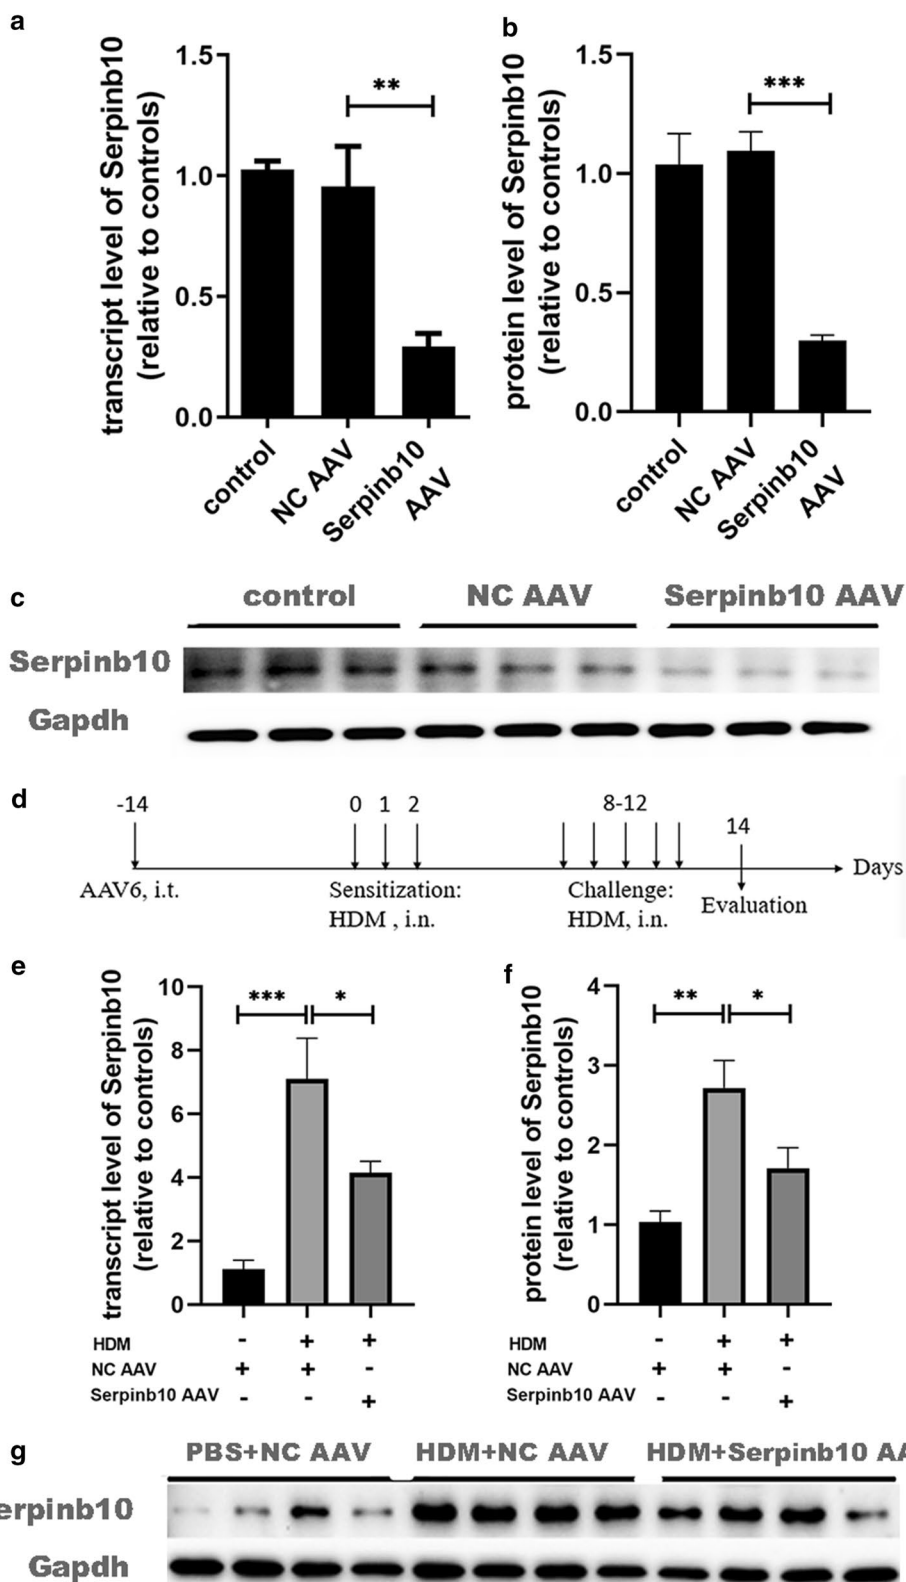 a
transcript level of Serpinb10
(relative to controls)
1.5
1.0
0.5
0.0
**
control
NC AAV
Serpinb10
AAV
b
protein level of Serpinb10
(relative to controls)
1.5
1.0
0.5
0.0
***
control
NC AAV
Serpinb10
AAV
c
control NC AAV Serpinb10 AAV
Serpinb10
Gapdh
d
-14 0 1 2 8-12 14
Days
AAV6, i.t.
Sensitization:
HDM , i.n.
Challenge:
HDM, i.n.
Evaluation
e
transcript level of Serpinb10
(relative to controls)
10
8
6
4
2
0
*** *
HDM - + +
NC AAV + + -
Serpinb10 AAV - - +
f
protein level of Serpinb10
(relative to controls)
4
3
2
1
0
** *
HDM - + +
NC AAV + + -
Serpinb10 AAV - - +
g
PBS+NC AAV HDM+NC AAV HDM+Serpinb10 AA
erpinb10
Gapdh